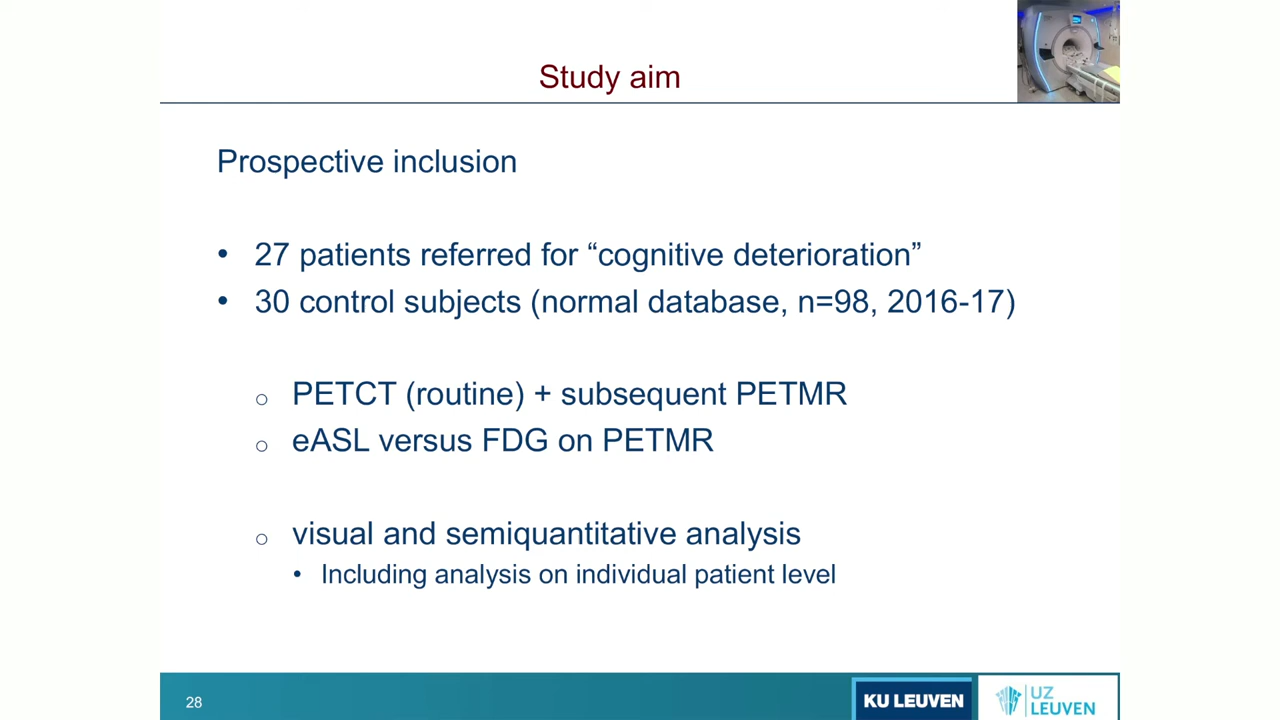 Study aim
Prospective inclusion
• 27 patients referred for “cognitive deterioration”
• 30 control subjects (normal database, n=98, 2016-17)
o PETCT (routine) + subsequent PETMR
o eASL versus FDG on PETMR
o visual and semiquantitative analysis
• Including analysis on individual patient level
28
KU LEUVEN
UZ
LEUVEN